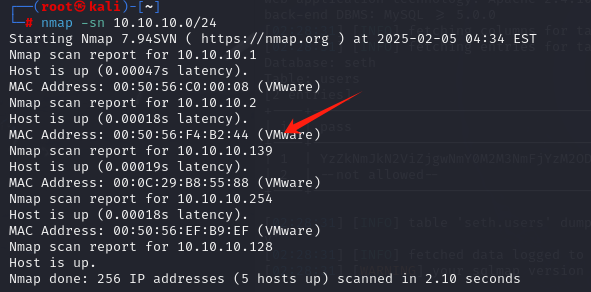 ┌──(root㉿kali)-[~]
└─# nmap -sn 10.10.10.0/24
Starting Nmap 7.94SVN ( https://nmap.org ) at 2025-02-05 04:34 EST
Nmap scan report for 10.10.10.1
Host is up (0.00047s latency).
MAC Address: 00:50:56:C0:00:08 (VMware)
Nmap scan report for 10.10.10.2
Host is up (0.00018s latency).
MAC Address: 00:50:56:F4:B2:44 (VMware)
Nmap scan report for 10.10.10.139
Host is up (0.00019s latency).
MAC Address: 00:0C:29:B8:55:88 (VMware)
Nmap scan report for 10.10.10.254
Host is up (0.00018s latency).
MAC Address: 00:50:56:EF:B9:EF (VMware)
Nmap scan report for 10.10.10.128
Host is up.
Nmap done: 256 IP addresses (5 hosts up) scanned in 2.10 seconds